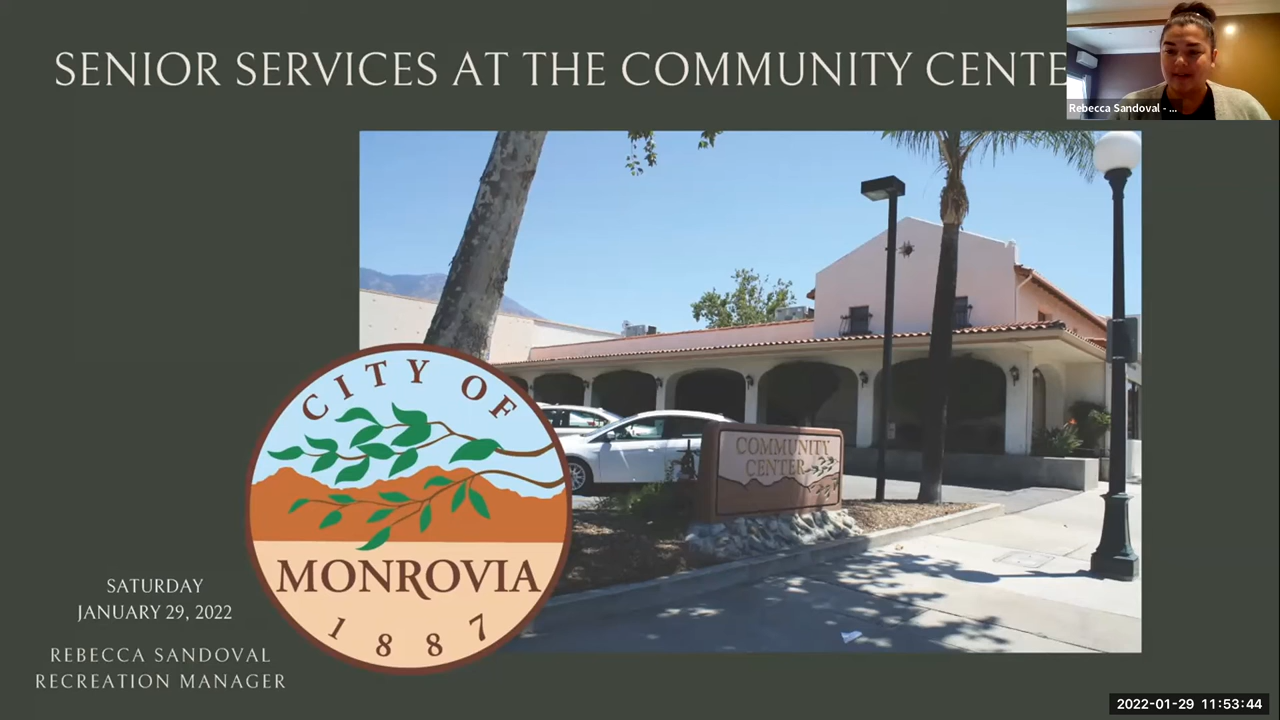 SENIOR SERVICES AT THE COMMUNITY CENTE
Rebecca Sandoval - ...
CITY OF
MONROVIA
1887
COMMUNITY
CENTER
SATURDAY
JANUARY 29, 2022
REBECCA SANDOVAL
RECREATION MANAGER
2022-01-29 11:53:44